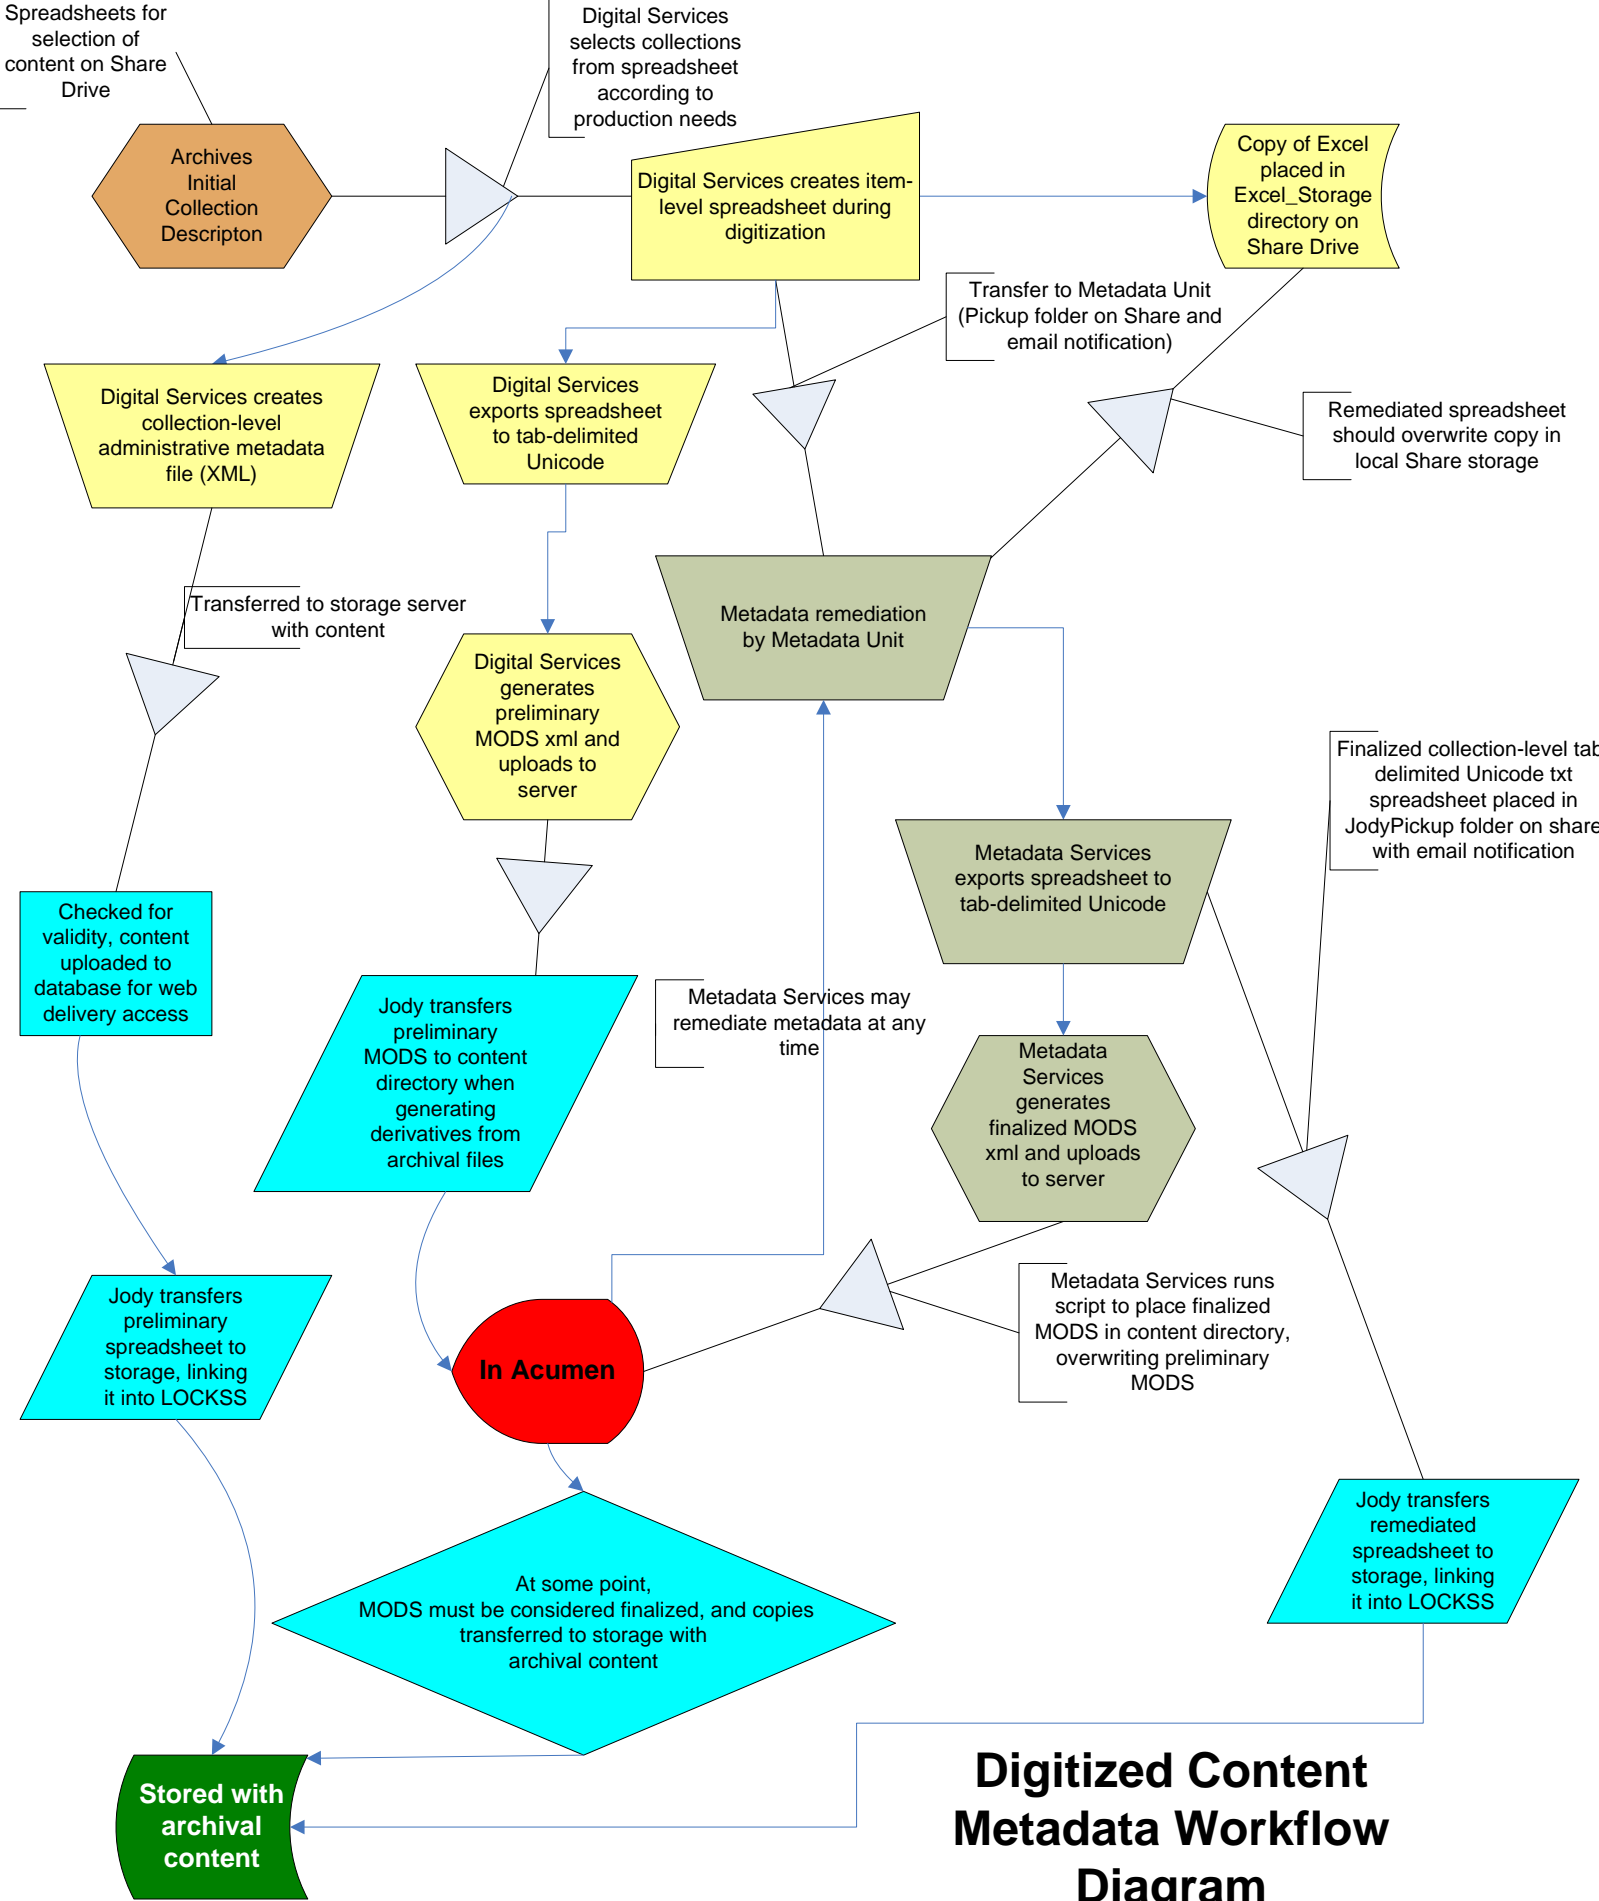 Spreadsheets for
selection of
content on Share
Drive
Digital Services
selects collections
from spreadsheet
according to
production needs
Archives
Initial
Collection
Descripton
Digital Services creates item-
level spreadsheet during
digitization
Copy of Excel
placed in
Excel_Storage
directory on
Share Drive
Transfer to Metadata Unit
(Pickup folder on Share and
email notification)
Digital Services creates
collection-level
administrative metadata
file (XML)
Digital Services
exports spreadsheet
to tab-delimited
Unicode
Remediated spreadsheet
should overwrite copy in
local Share storage
Transferred to storage server
with content
Metadata remediation
by Metadata Unit
Digital Services
generates
preliminary
MODS xml and
uploads to
server
Finalized collection-level tab
delimited Unicode txt
spreadsheet placed in
JodyPickup folder on share
with email notification
Metadata Services
exports spreadsheet to
tab-delimited Unicode
Checked for
validity, content
uploaded to
database for web
delivery access
Jody transfers
preliminary
MODS to content
directory when
generating
derivatives from
archival files
Metadata Services may
remediate metadata at any
time
Metadata
Services
generates
finalized MODS
xml and uploads
to server
Jody transfers
preliminary
spreadsheet to
storage, linking
it into LOCKSS
In Acumen
Metadata Services runs
script to place finalized
MODS in content directory,
overwriting preliminary
MODS
Jody transfers
remediated
spreadsheet to
storage, linking
it into LOCKSS
At some point,
MODS must be considered finalized, and copies
transferred to storage with
archival content
Stored with
archival
content
Digitized Content
Metadata Workflow
Diagram